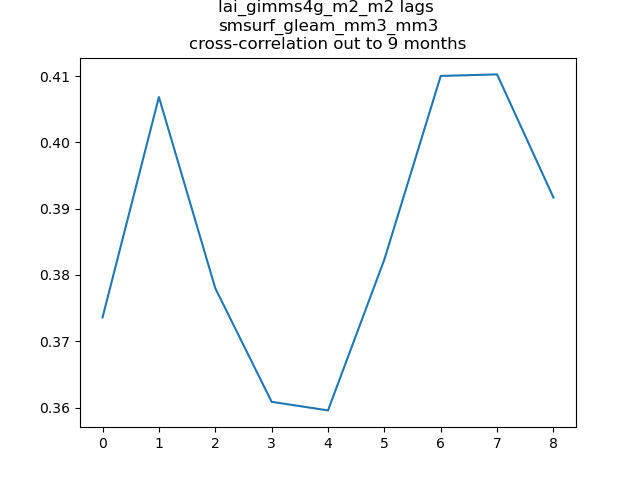 lai_gimms4g_m2_m2 lags
smsurf_gleam_mm3_mm3
cross-correlation out to 9 months
0.41
0.40
0.39
0.38
0.37
0.36
0 1 2 3 4 5 6 7 8